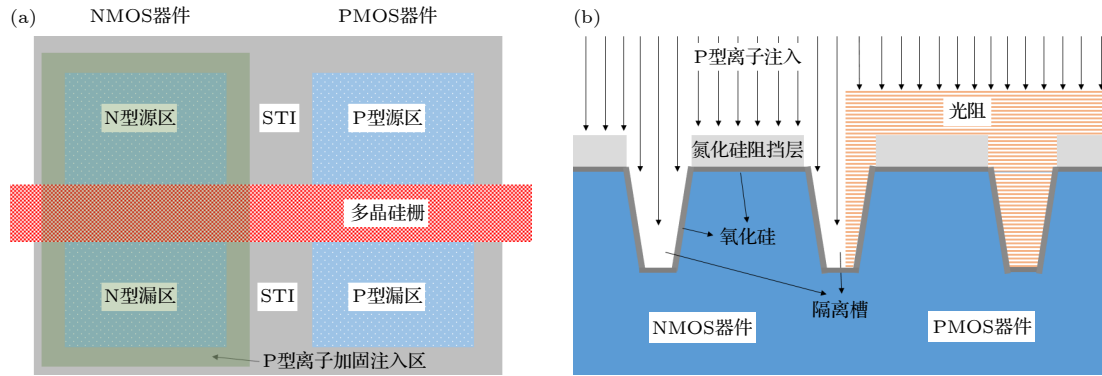 (a)
NMOS器件
PMOS器件
N型源区
STI
P型源区
多晶硅栅
N型漏区
STI
P型漏区
P型离子加固注入区
(b)
P型离子注入
光阻
氮化硅阻挡层
氧化硅
隔离槽
NMOS器件
PMOS器件